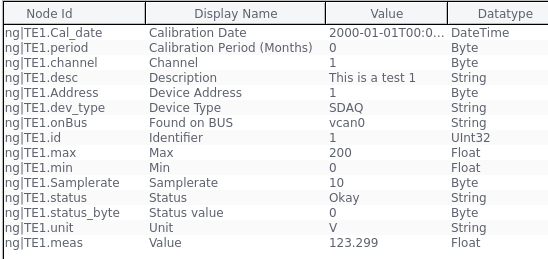 Node Id Display Name Value Datatype
ng|TE1.Cal_date Calibration Date 2000-01-01T00:0... DateTime
ng|TE1.period Calibration Period (Months) 0 Byte
ng|TE1.channel Channel 1 Byte
ng|TE1.desc Description This is a test 1 String
ng|TE1.Address Device Address 1 Byte
ng|TE1.dev_type Device Type SDAQ String
ng|TE1.onBus Found on BUS vcan0 String
ng|TE1.id Identifier 1 UInt32
ng|TE1.max Max 200 Float
ng|TE1.min Min 0 Float
ng|TE1.Samplerate Samplerate 10 Byte
ng|TE1.status Status Okay String
ng|TE1.status_byte Status value 0 Byte
ng|TE1.unit Unit V String
ng|TE1.meas Value 123.299 Float